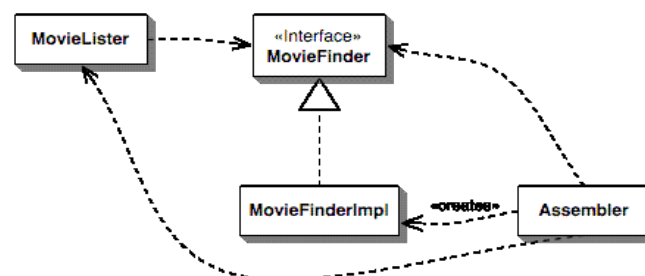 MovieLister
«Interface»
MovieFinder
MovieFinderImpl
«creates»
Assembler